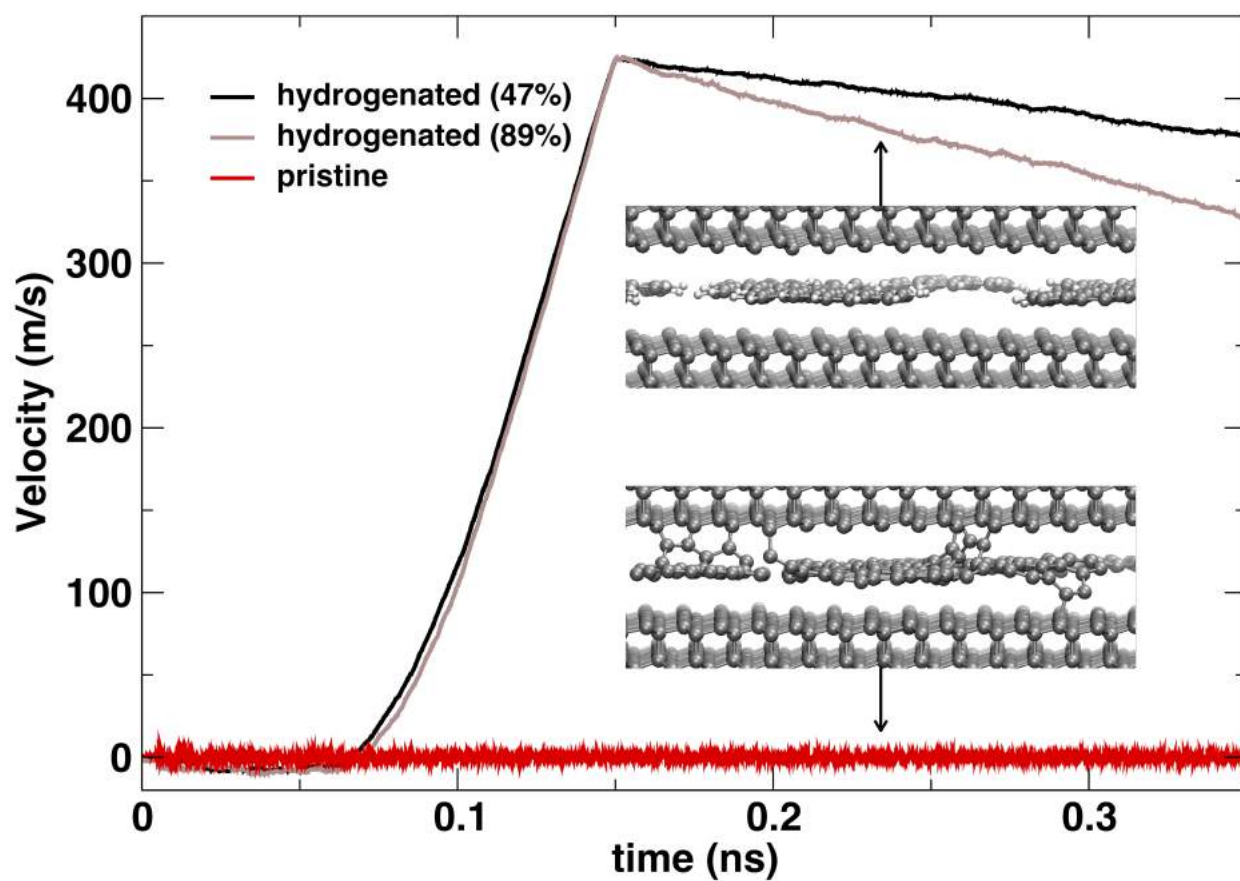 400
300
200
100
0
Velocity (m/s)
hydrogenated (47%)
hydrogenated (89%)
pristine
0 0.1 0.2 0.3
time (ns)